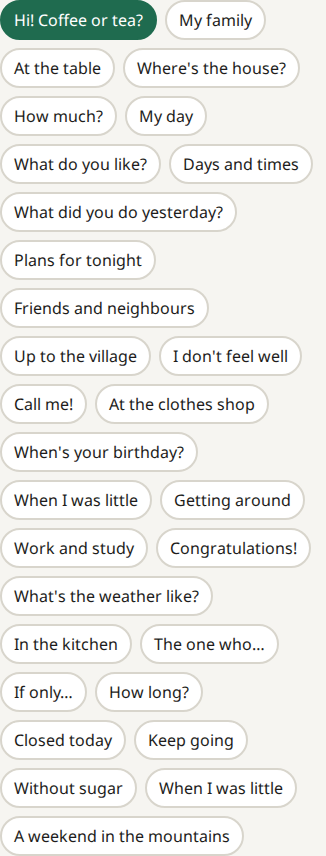 Hi! Coffee or tea? My family
At the table Where's the house?
How much? My day
What do you like? Days and times
What did you do yesterday?
Plans for tonight
Friends and neighbours
Up to the village I don't feel well
Call me! At the clothes shop
When's your birthday?
When I was little Getting around
Work and study Congratulations!
What's the weather like?
In the kitchen The one who...
If only... How long?
Closed today Keep going
Without sugar When I was little
A weekend in the mountains